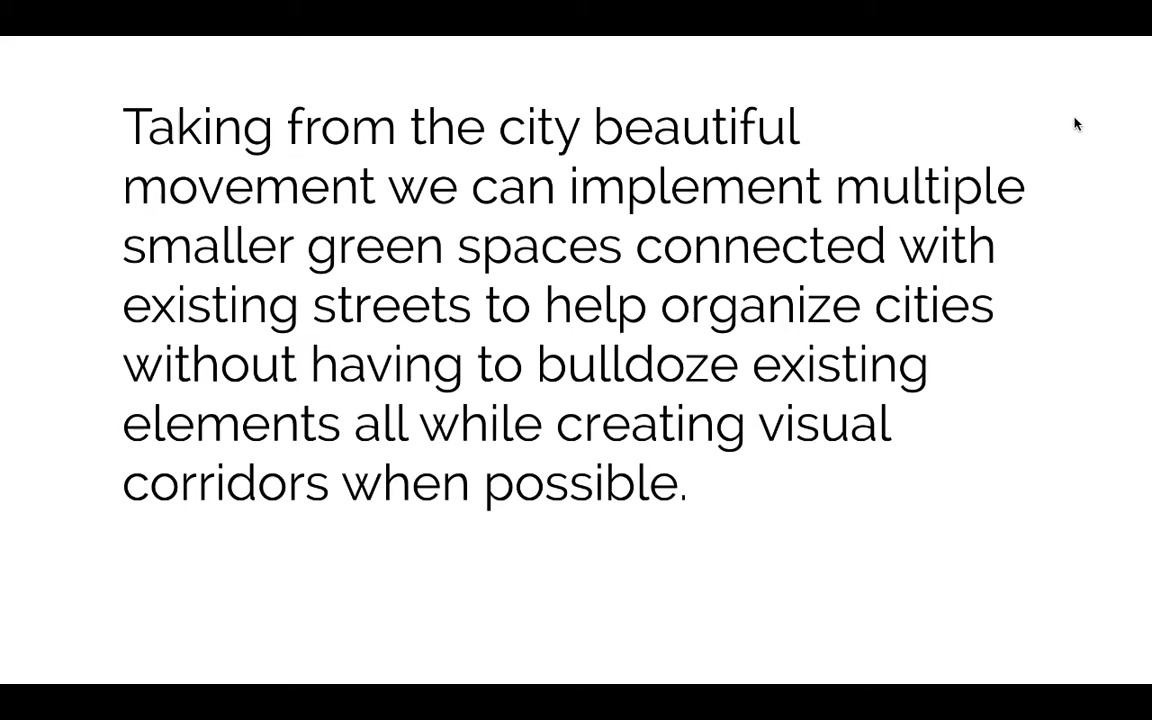 Taking from the city beautiful
movement we can implement multiple
smaller green spaces connected with
existing streets to help organize cities
without having to bulldoze existing
elements all while creating visual
corridors when possible.